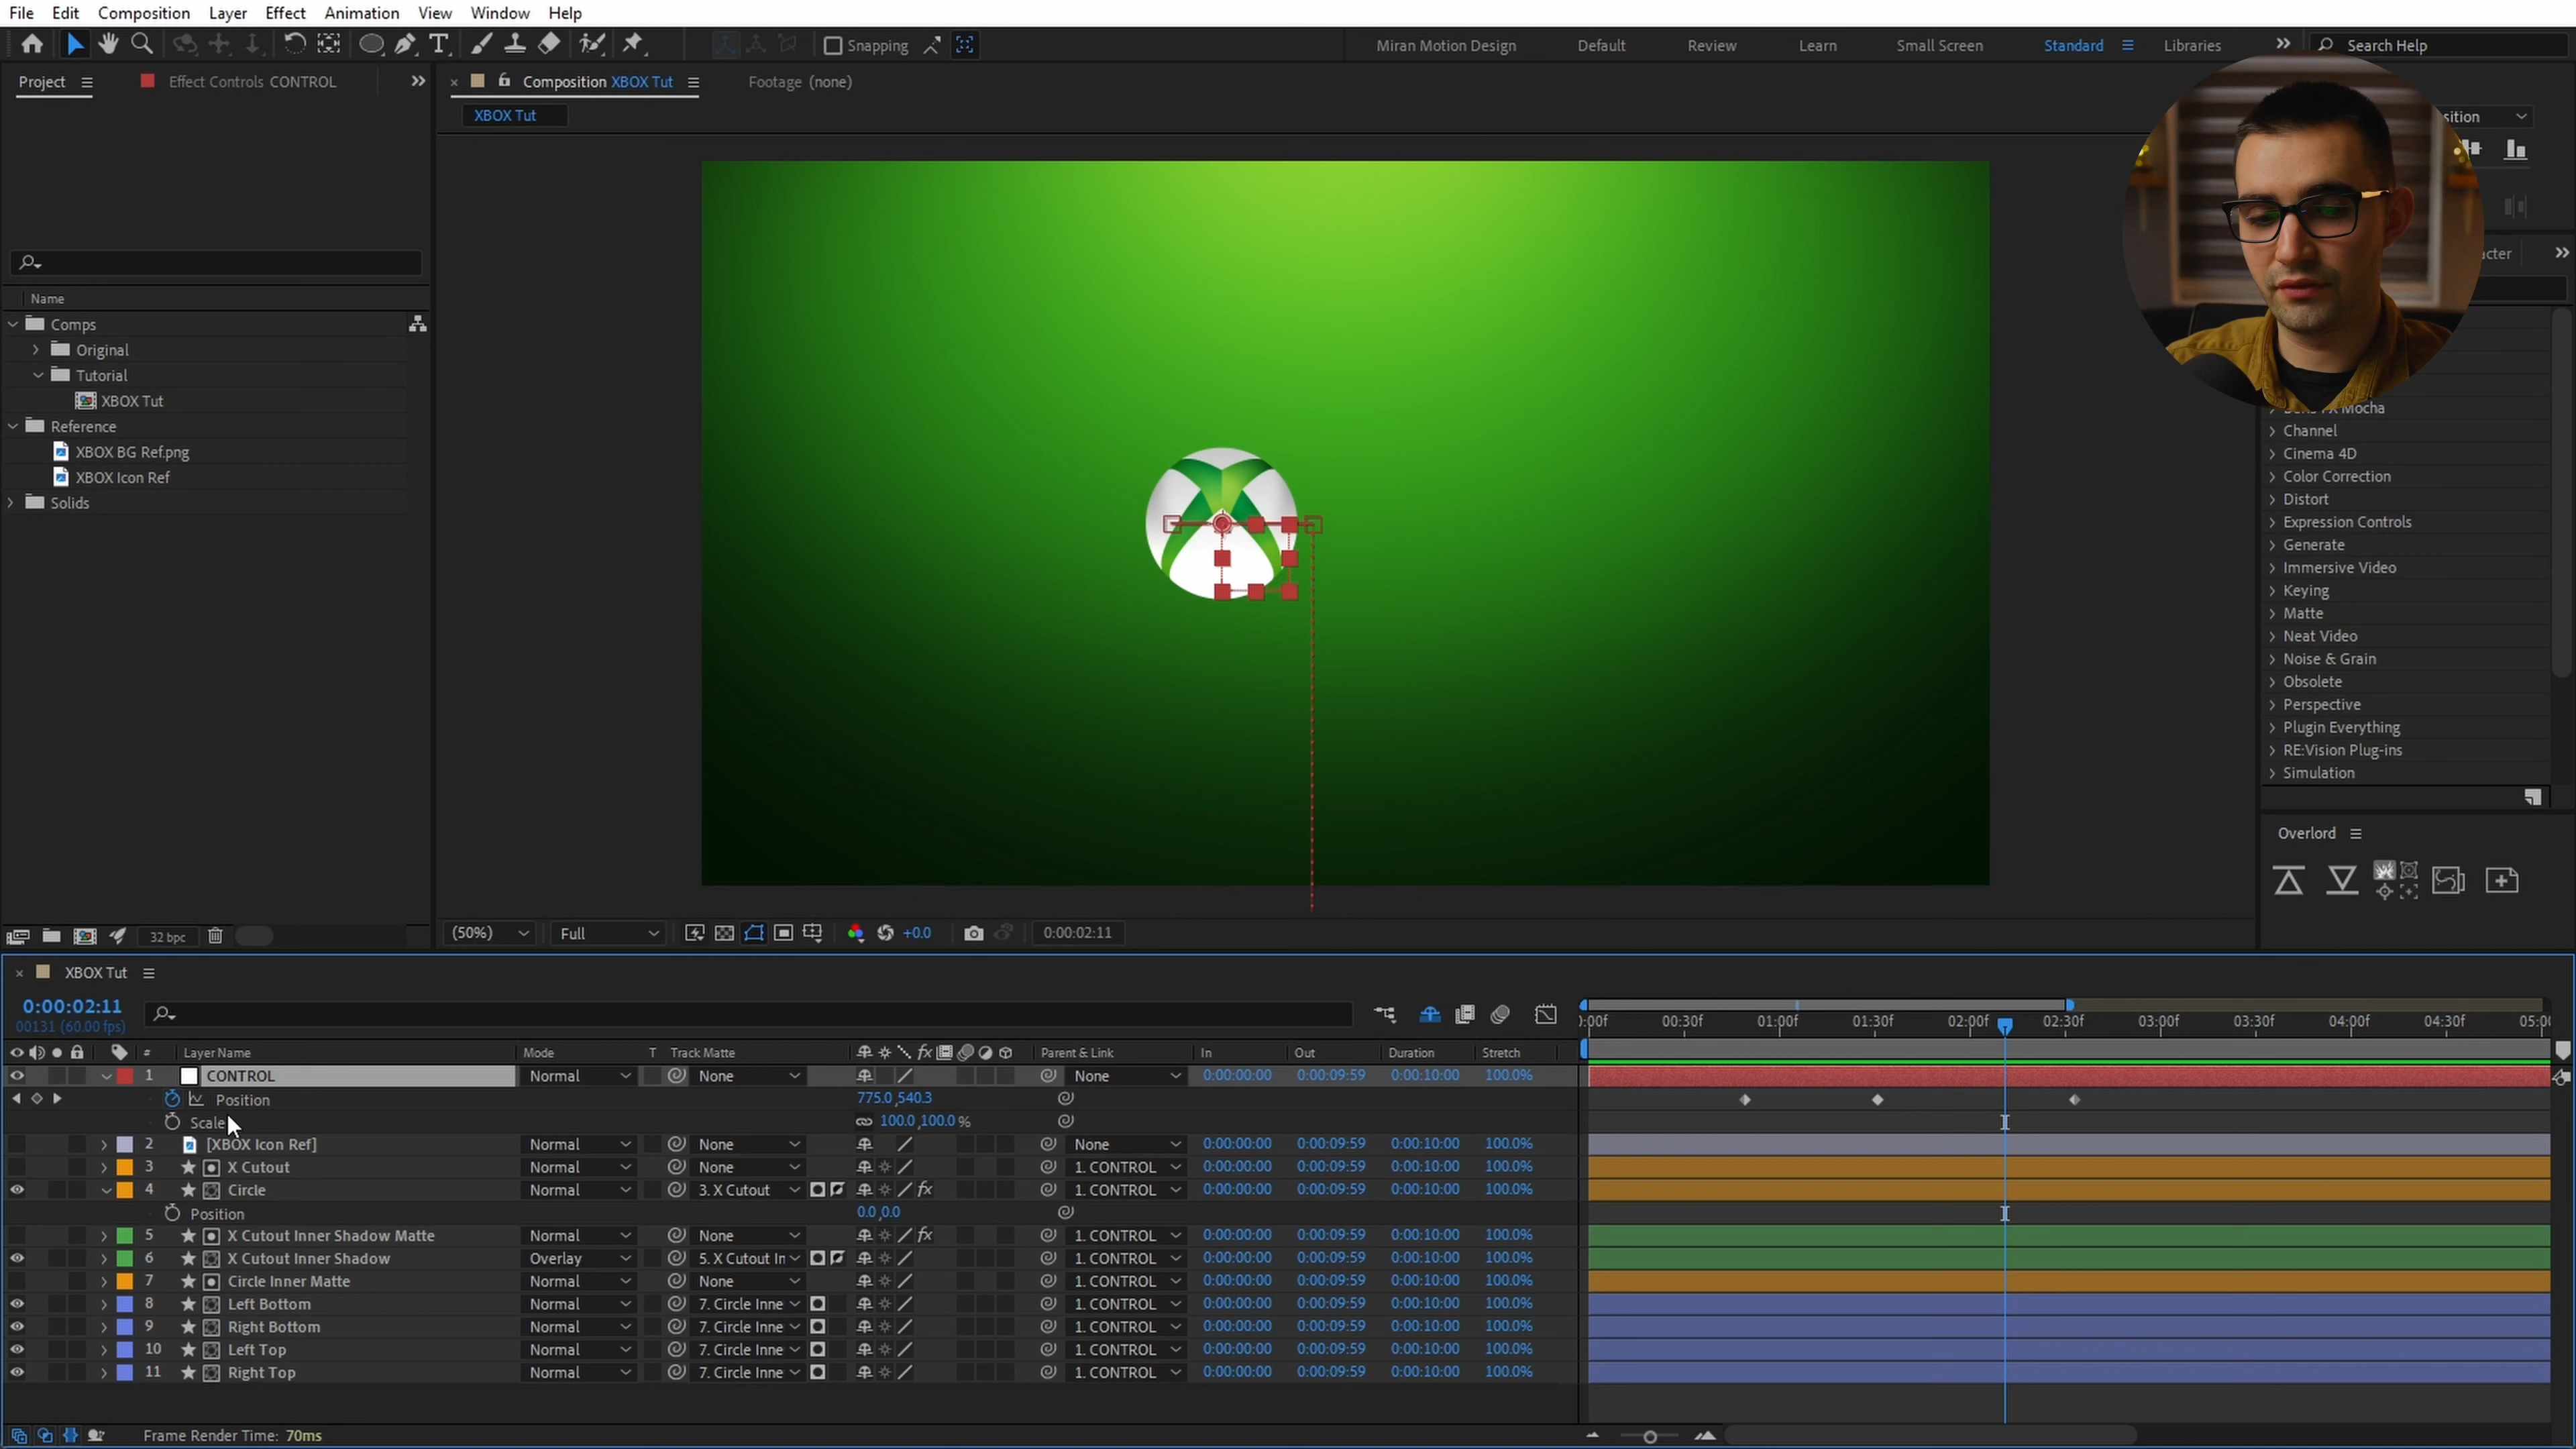 File Edit Composition Layer Effect Animation View Window Help
Snapping
Miran Motion Design Default Review Learn Small Screen Standard Libraries Search Help
Project Effect Controls CONTROL
Composition XBOX Tut Footage (none)
XBOX Tut
Name
Comps
Original
Tutorial
XBOX Tut
Reference
XBOX BG Ref.png
XBOX Icon Ref
Solids
32 bpc
(50%) Full +0.0 0:00:02:11
Channel
Cinema 4D
Color Correction
Distort
Expression Controls
Generate
Immersive Video
Keying
Matte
Neat Video
Noise & Grain
Obsolete
Perspective
Plugin Everything
RE:Vision Plug-ins
Simulation
Overlord
XBOX Tut
0:00:02:11
00131 (60.00 fps)
:00f 00:30f 01:00f 01:30f 02:00f 02:30f 03:00f 03:30f 04:00f 04:30f 05:00
# Layer Name Mode T Track Matte fx Parent & Link In Out Duration Stretch
1 CONTROL Normal None None 0:00:00:00 0:00:09:59 0:00:10:00 100.0%
Position 775.0,540.3
Scale 100.0,100.0%
2 [XBOX Icon Ref] Normal None None 0:00:00:00 0:00:09:59 0:00:10:00 100.0%
3 X Cutout Normal None 1. CONTROL 0:00:00:00 0:00:09:59 0:00:10:00 100.0%
4 Circle Normal 3. X Cutout fx 1. CONTROL 0:00:00:00 0:00:09:59 0:00:10:00 100.0%
Position 0.0,0.0
5 X Cutout Inner Shadow Matte Normal None fx 1. CONTROL 0:00:00:00 0:00:09:59 0:00:10:00 100.0%
6 X Cutout Inner Shadow Overlay 5. X Cutout In 1. CONTROL 0:00:00:00 0:00:09:59 0:00:10:00 100.0%
7 Circle Inner Matte Normal None 1. CONTROL 0:00:00:00 0:00:09:59 0:00:10:00 100.0%
8 Left Bottom Normal 7. Circle Inne 1. CONTROL 0:00:00:00 0:00:09:59 0:00:10:00 100.0%
9 Right Bottom Normal 7. Circle Inne 1. CONTROL 0:00:00:00 0:00:09:59 0:00:10:00 100.0%
10 Left Top Normal 7. Circle Inne 1. CONTROL 0:00:00:00 0:00:09:59 0:00:10:00 100.0%
11 Right Top Normal 7. Circle Inne 1. CONTROL 0:00:00:00 0:00:09:59 0:00:10:00 100.0%
Frame Render Time: 70ms